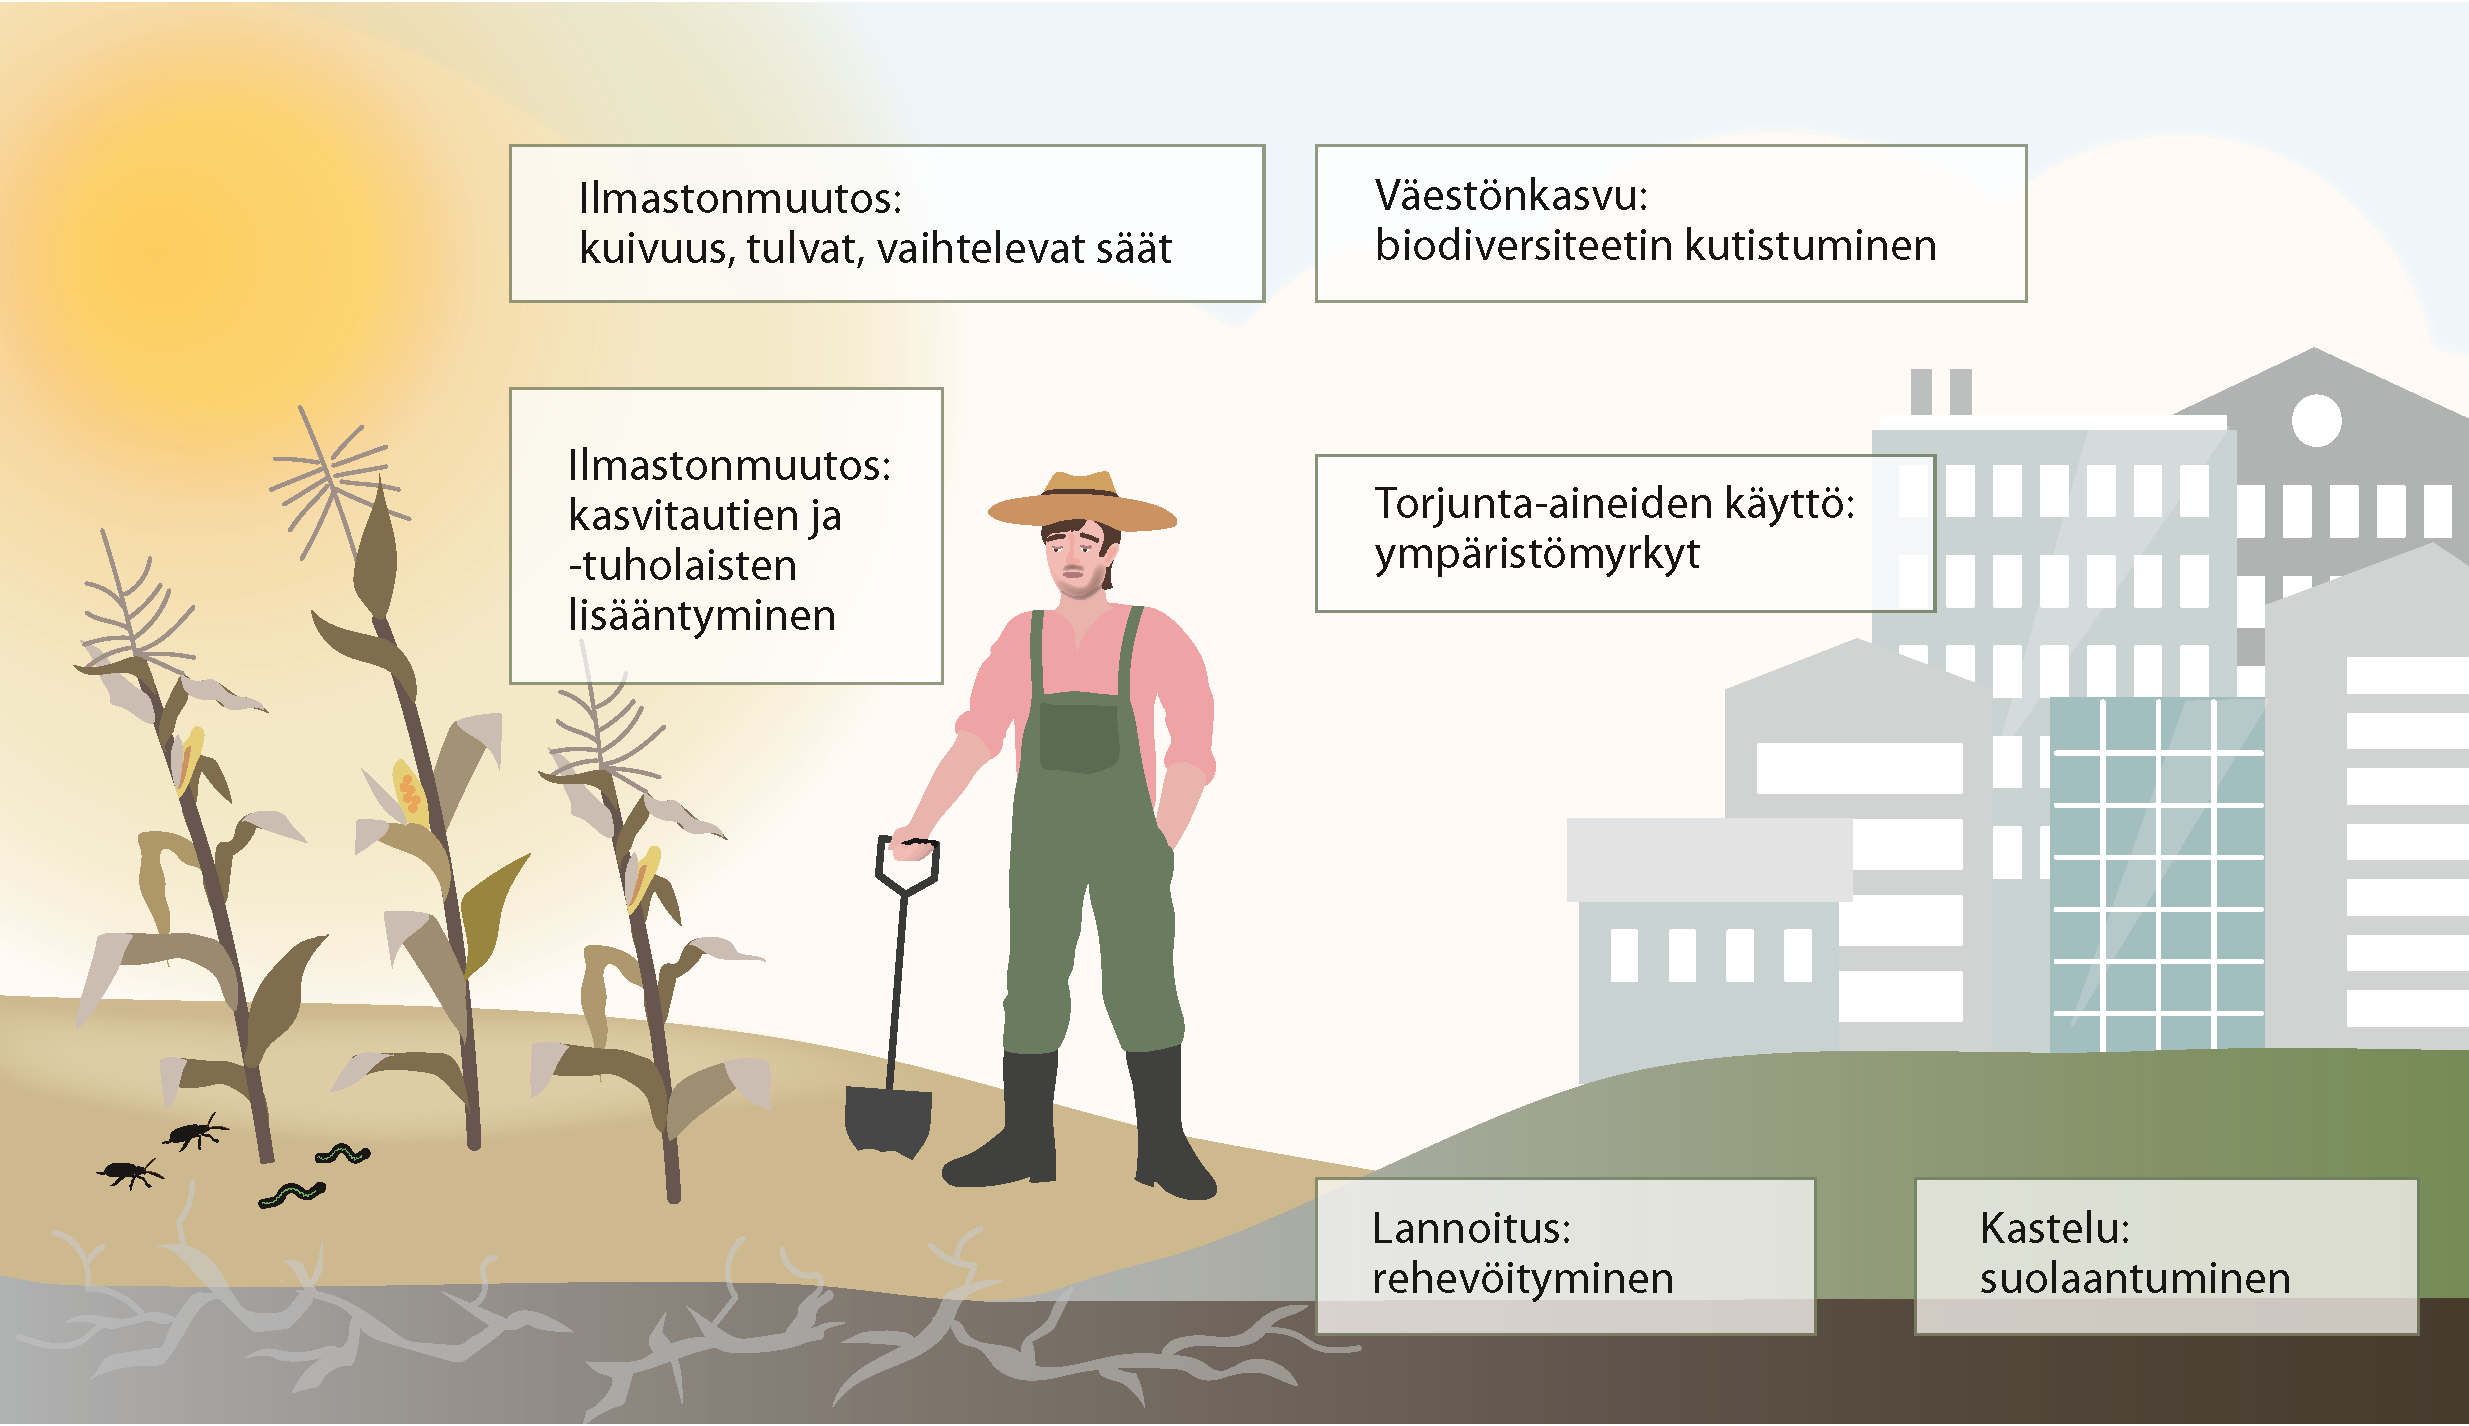 Ilmastonmuutos:
kuivuus, tulvat, vaihtelevat säät
Väestönkasvu:
biodiversiteetin kutistuminen
Ilmastonmuutos:
kasvitautien ja
-tuholaisten
lisääntyminen
Torjunta-aineiden käyttö:
ympäristömyrkyt
Lannoitus:
rehevöityminen
Kastelu:
suolaantuminen